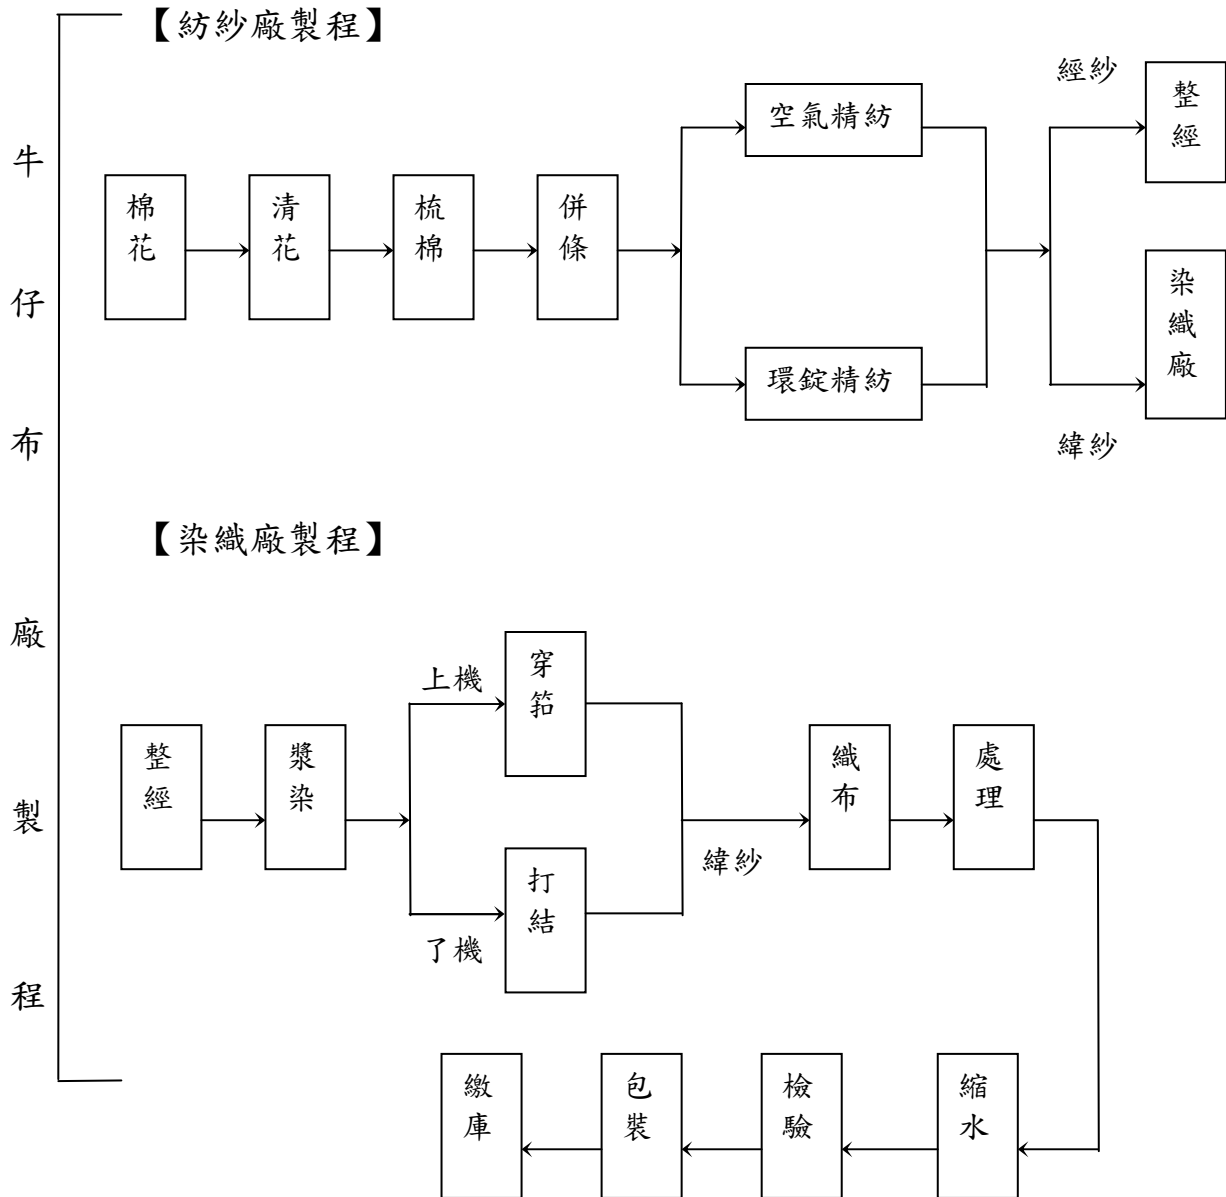 牛仔布廠製程
【紡紗廠製程】
棉花
清花
梳棉
併條
空氣精紡
環錠精紡
經紗
整經
緯紗
染織廠
【染織廠製程】
整經
漿染
上機
穿筘
了機
打結
緯紗
織布
處理
縮水
檢驗
包裝
繳庫